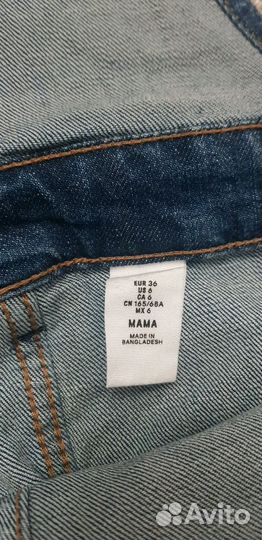 EUR 36
US 6
CA 6
CN 165/68A
MX 6
MAMA
MADE IN
BANGLADESH
Avito